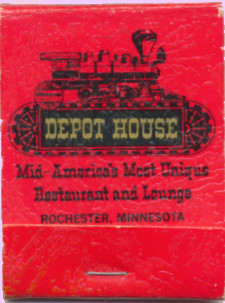 DEPOT HOUSE
Mid-America's Most Unique
Restaurant and Lounge
ROCHESTER, MINNESOTA